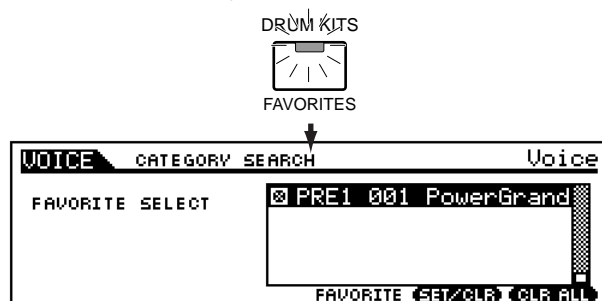 DRUM KITS
FAVORITES
VOICE CATEGORY SEARCH Voice
FAVORITE SELECT
PRE1 001 PowerGrand
FAVORITE SET/CLR CLR ALL